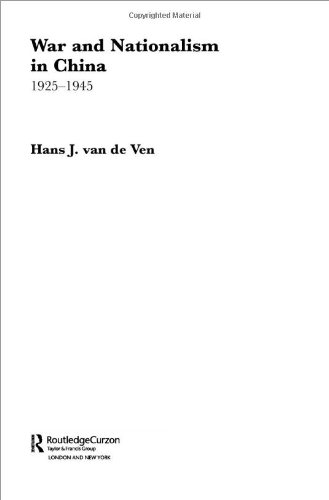 Copyrighted Material
War and Nationalism
in China
1925–1945
Hans J. van de Ven
R
RoutledgeCurzon
Taylor & Francis Group
LONDON AND NEW YORK